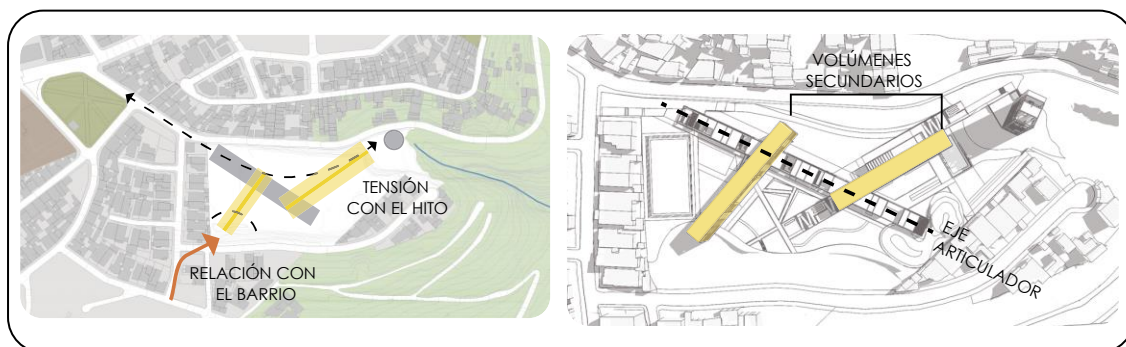 TENSIÓN
CON EL HITO
RELACIÓN CON
EL BARRIO
VOLÚMENES
SECUNDARIOS
EJE
ARTICULADOR